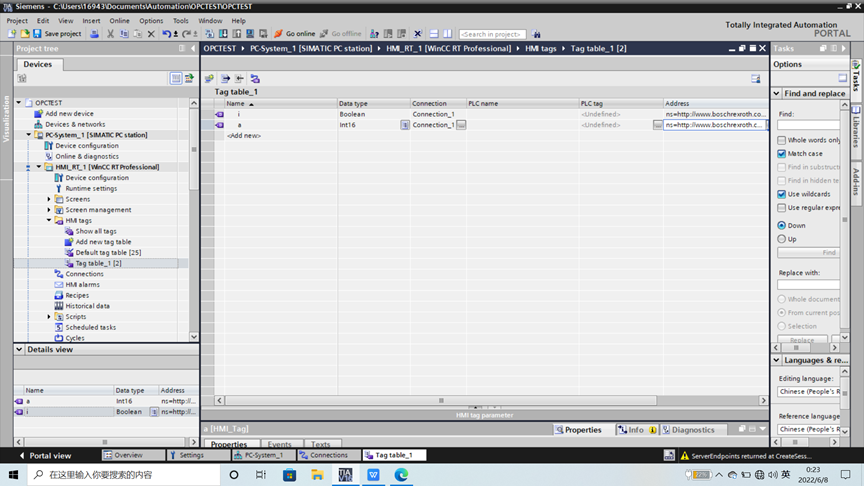 Siemens - C:\Users\16943\Documents\Automation\OPCTEST\OPCTEST
Project Edit View Insert Online Options Tools Window Help
Totally Integrated Automation
PORTAL
Save project
Go online
Go offline
<Search in project>
Project tree
OPCTEST ▸ PC-System_1 [SIMATIC PC station] ▸ HMI_RT_1 [WinCC RT Professional] ▸ HMI tags ▸ Tag table_1 [2]
Tasks
Devices
Options
Visualization
OPCTEST
Add new device
Devices & networks
PC-System_1 [SIMATIC PC station]
Device configuration
Online & diagnostics
HMI_RT_1 [WinCC RT Professional]
Device configuration
Runtime settings
Screens
Screen management
HMI tags
Show all tags
Add new tag table
Default tag table [25]
Tag table_1 [2]
Connections
HMI alarms
Recipes
Historical data
Scripts
Scheduled tasks
Cycles
Details view
Name Data type Address
a Int16 ns=http://...
i Boolean ns=http://...
Tag table_1
Name Data type Connection PLC name PLC tag Address
i Boolean Connection_1 <Undefined> ns=http://www.boschrexroth.co...
a Int16 Connection_1 <Undefined> ns=http://www.boschrexroth.c...
<Add new>
HMI tag parameter
a [HMI_Tag]
Properties Info Diagnostics
Properties Events Texts
Find and replace
Find:
Whole words only
Match case
Find in substruct
Find in hidden te
Use wildcards
Use regular expre
Down
Up
Find
Replace with:
Whole document
From current pos
Selection
Replace
Languages & re...
Editing language:
Chinese (People's R
Reference language:
Chinese (People's R
Tasks
Libraries
Add-ins
Portal view
Overview
Settings
PC-System_1
Connections
Tag table_1
ServerEndpoints returned at CreateSess...
在这里输入你要搜索的内容
英
0:23
2022/6/8